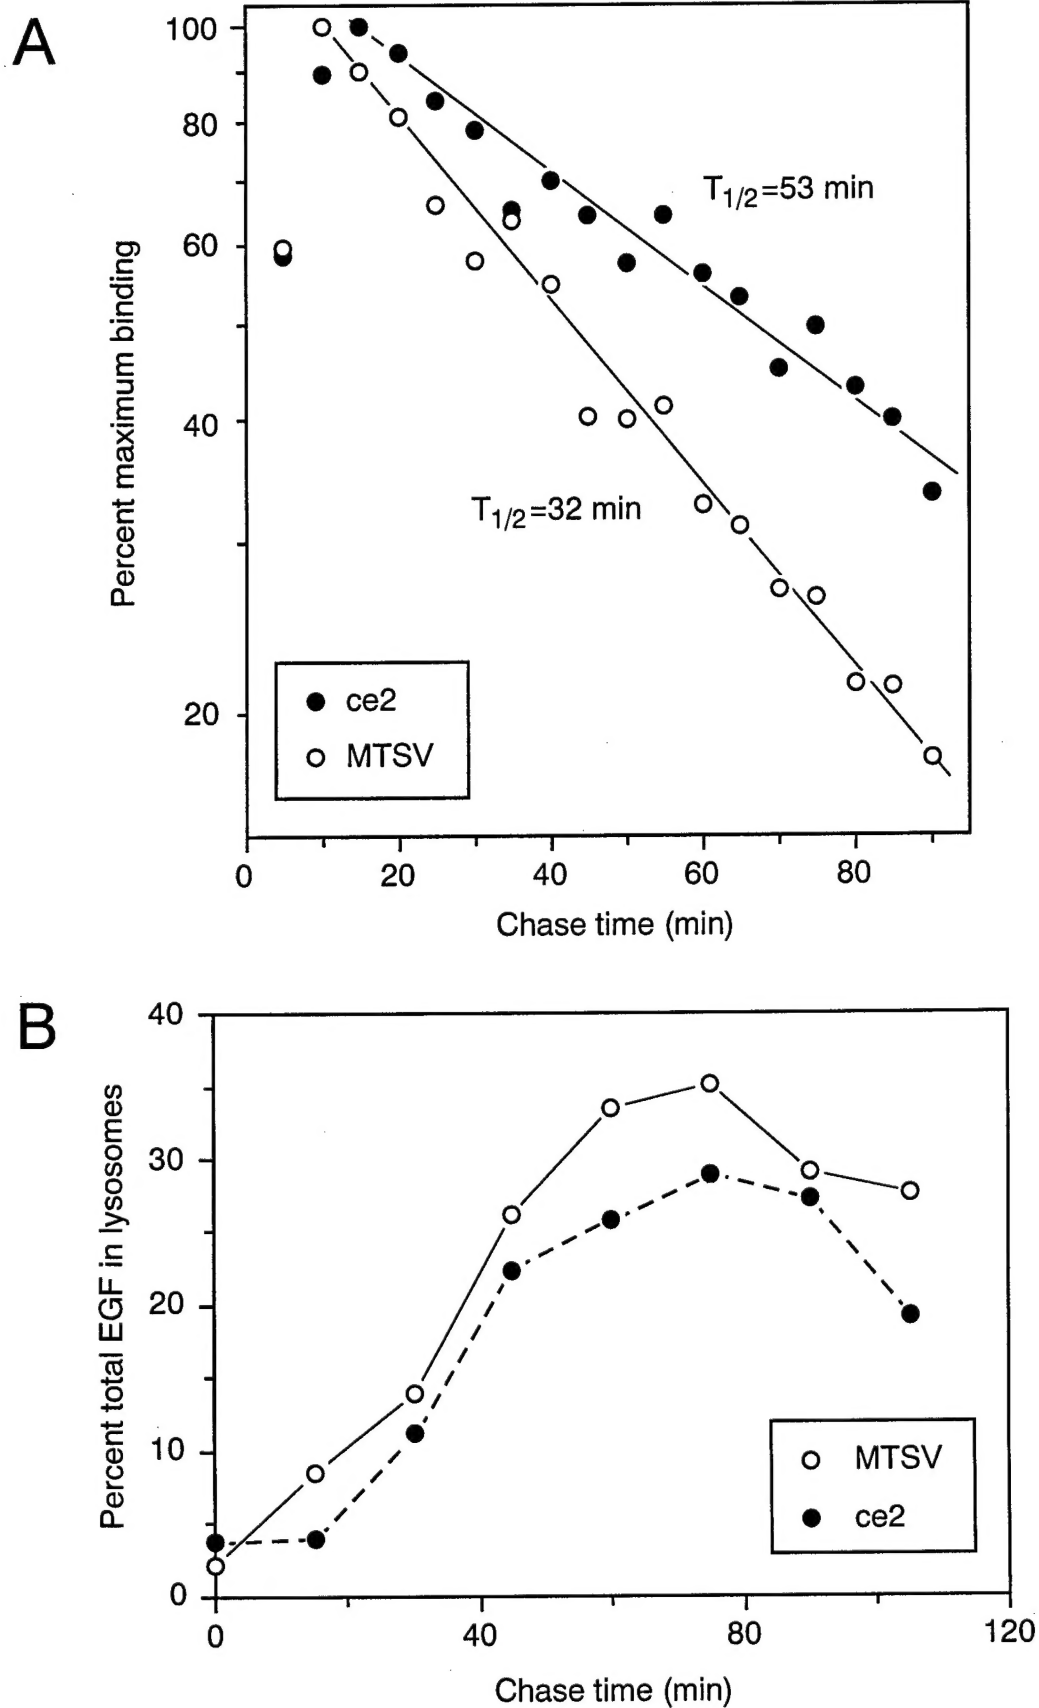 A
100
80
60
40
20
Percent maximum binding
T1/2=53 min
T1/2=32 min
ce2
MTSV
0 20 40 60 80
Chase time (min)
B
40
30
20
10
0
Percent total EGF in lysosomes
MTSV
ce2
0 40 80 120
Chase time (min)